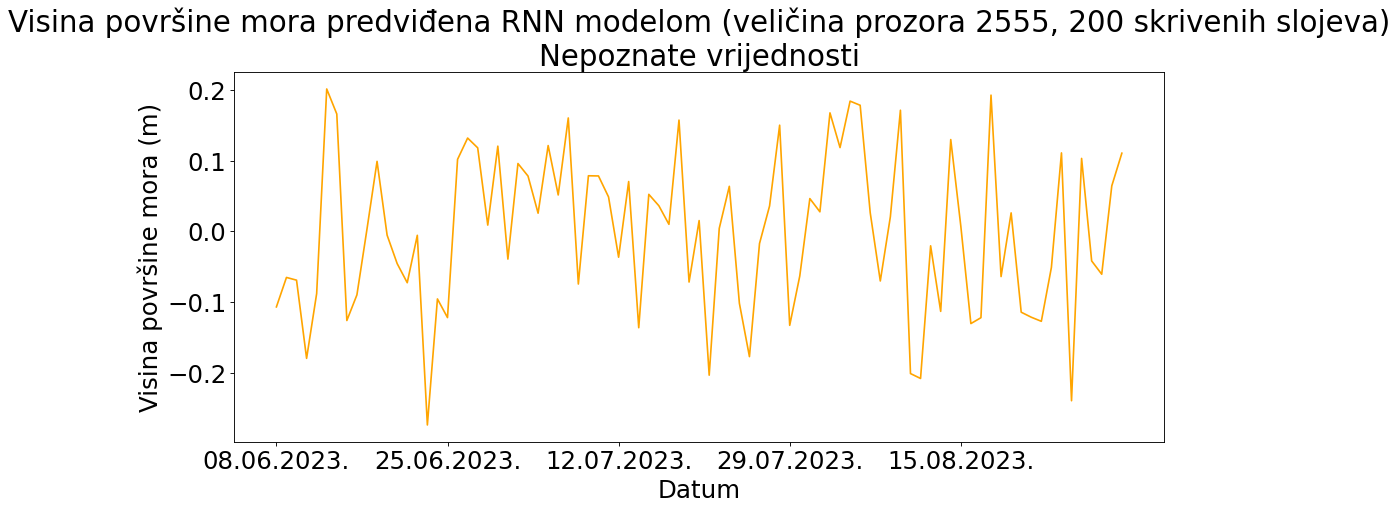 Visina površine mora predviđena RNN modelom (veličina prozora 2555, 200 skrivenih slojeva)
Nepoznate vrijednosti
Visina površine mora (m)
0.2
0.1
0.0
−0.1
−0.2
08.06.2023. 25.06.2023. 12.07.2023. 29.07.2023. 15.08.2023.
Datum